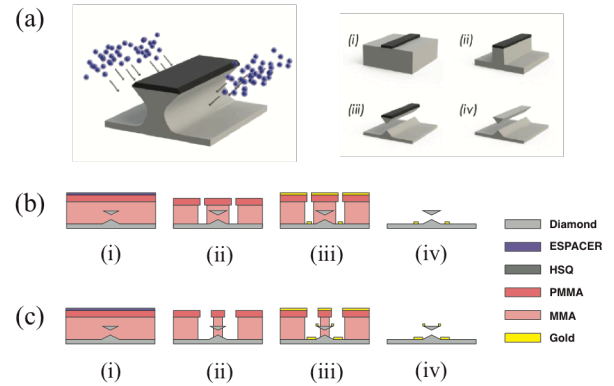 (a)
(i)
(ii)
(iii)
(iv)
(b)
(i)
(ii)
(iii)
(iv)
(c)
(i)
(ii)
(iii)
(iv)
Diamond
ESPACER
HSQ
PMMA
MMA
Gold